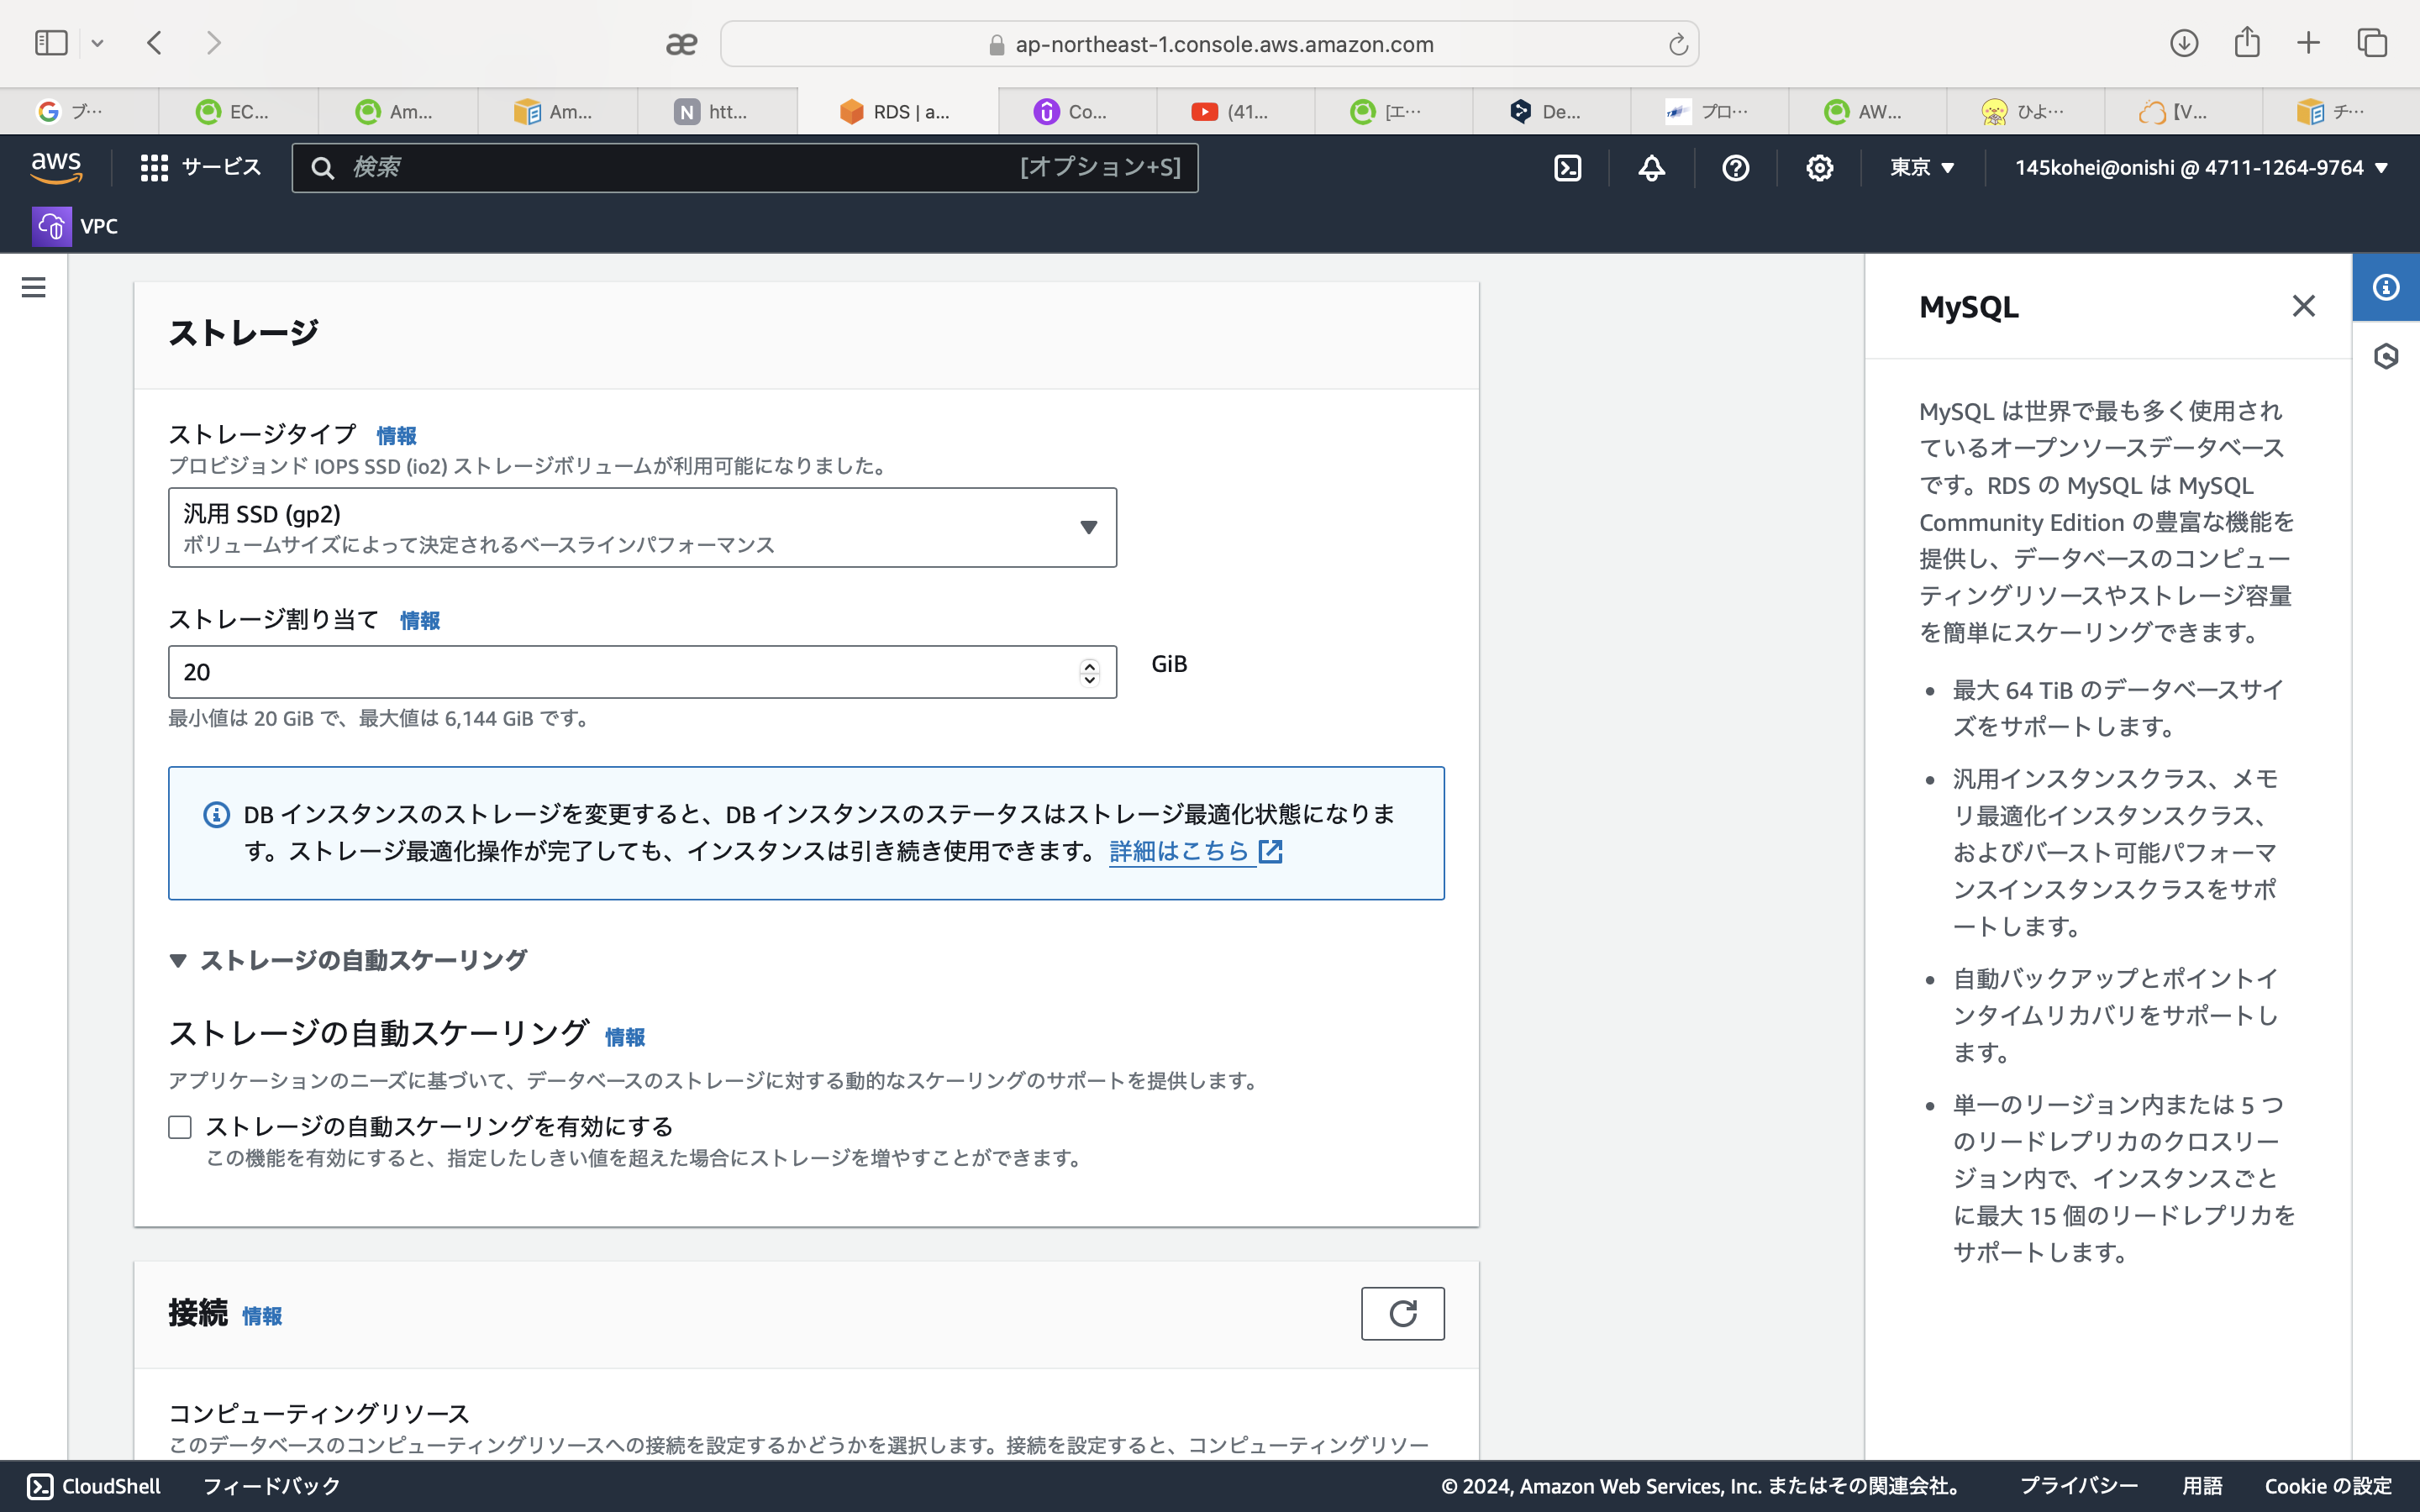 ap-northeast-1.console.aws.amazon.com
ブ…
EC...
Am...
Am...
N htt...
RDS | a...
Co...
(41...
[エ…
De...
プロ…
AW...
ひよ…
【V...
チ…
aws
サービス
検索
[オプション+S]
東京
145kohei@onishi @ 4711-1264-9764
VPC
ストレージ
ストレージタイプ 情報
プロビジョンド IOPS SSD (io2) ストレージボリュームが利用可能になりました。
汎用 SSD (gp2)
ボリュームサイズによって決定されるベースラインパフォーマンス
ストレージ割り当て 情報
20
GiB
最小値は 20 GiB で、最大値は 6,144 GiB です。
DB インスタンスのストレージを変更すると、DB インスタンスのステータスはストレージ最適化状態になりま
す。ストレージ最適化操作が完了しても、インスタンスは引き続き使用できます。 詳細はこちら
ストレージの自動スケーリング
ストレージの自動スケーリング 情報
アプリケーションのニーズに基づいて、データベースのストレージに対する動的なスケーリングのサポートを提供します。
ストレージの自動スケーリングを有効にする
この機能を有効にすると、指定したしきい値を超えた場合にストレージを増やすことができます。
接続 情報
コンピューティングリソース
このデータベースのコンピューティングリソースへの接続を設定するかどうかを選択します。接続を設定すると、コンピューティングリソー
MySQL
MySQL は世界で最も多く使用され
ているオープンソースデータベース
です。RDS の MySQL は MySQL
Community Edition の豊富な機能を
提供し、データベースのコンピュー
ティングリソースやストレージ容量
を簡単にスケーリングできます。
• 最大 64 TiB のデータベースサイ
ズをサポートします。
• 汎用インスタンスクラス、メモ
リ最適化インスタンスクラス、
およびバースト可能パフォーマ
ンスインスタンスクラスをサポ
ートします。
• 自動バックアップとポイントイ
ンタイムリカバリをサポートし
ます。
• 単一のリージョン内または 5 つ
のリードレプリカのクロスリー
ジョン内で、インスタンスごと
に最大 15 個のリードレプリカを
サポートします。
CloudShell
フィードバック
© 2024, Amazon Web Services, Inc. またはその関連会社。
プライバシー
用語
Cookie の設定